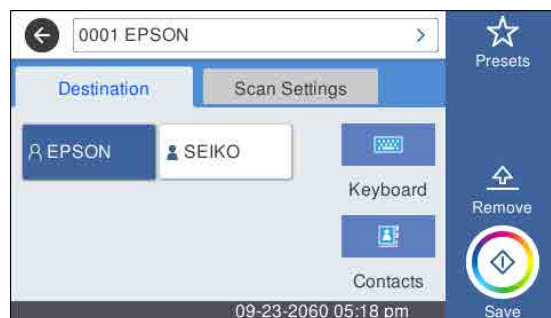 0001 EPSON
Presets
Destination
Scan Settings
EPSON
SEIKO
Keyboard
Remove
Contacts
09-23-2060 05:18 pm
Save